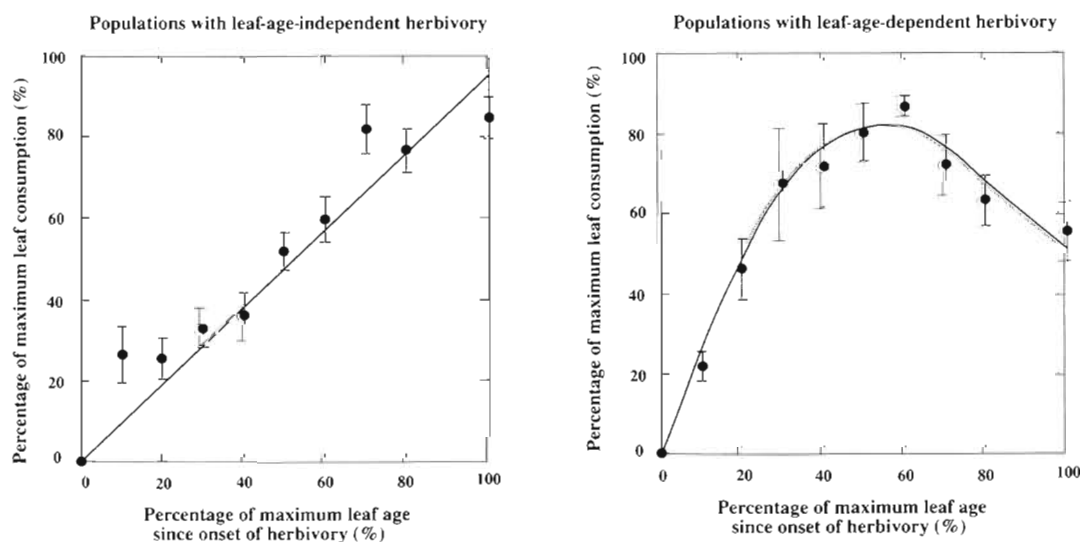 Populations with leaf-age-independent herbivory
Percentage of maximum leaf consumption (%)
100
80
60
40
20
0
0 20 40 60 80 100
Percentage of maximum leaf age
since onset of herbivory (%)
Populations with leaf-age-dependent herbivory
Percentage of maximum leaf consumption (%)
100
80
60
40
20
0
0 20 40 60 80 100
Percentage of maximum leaf age
since onset of herbivory (%)